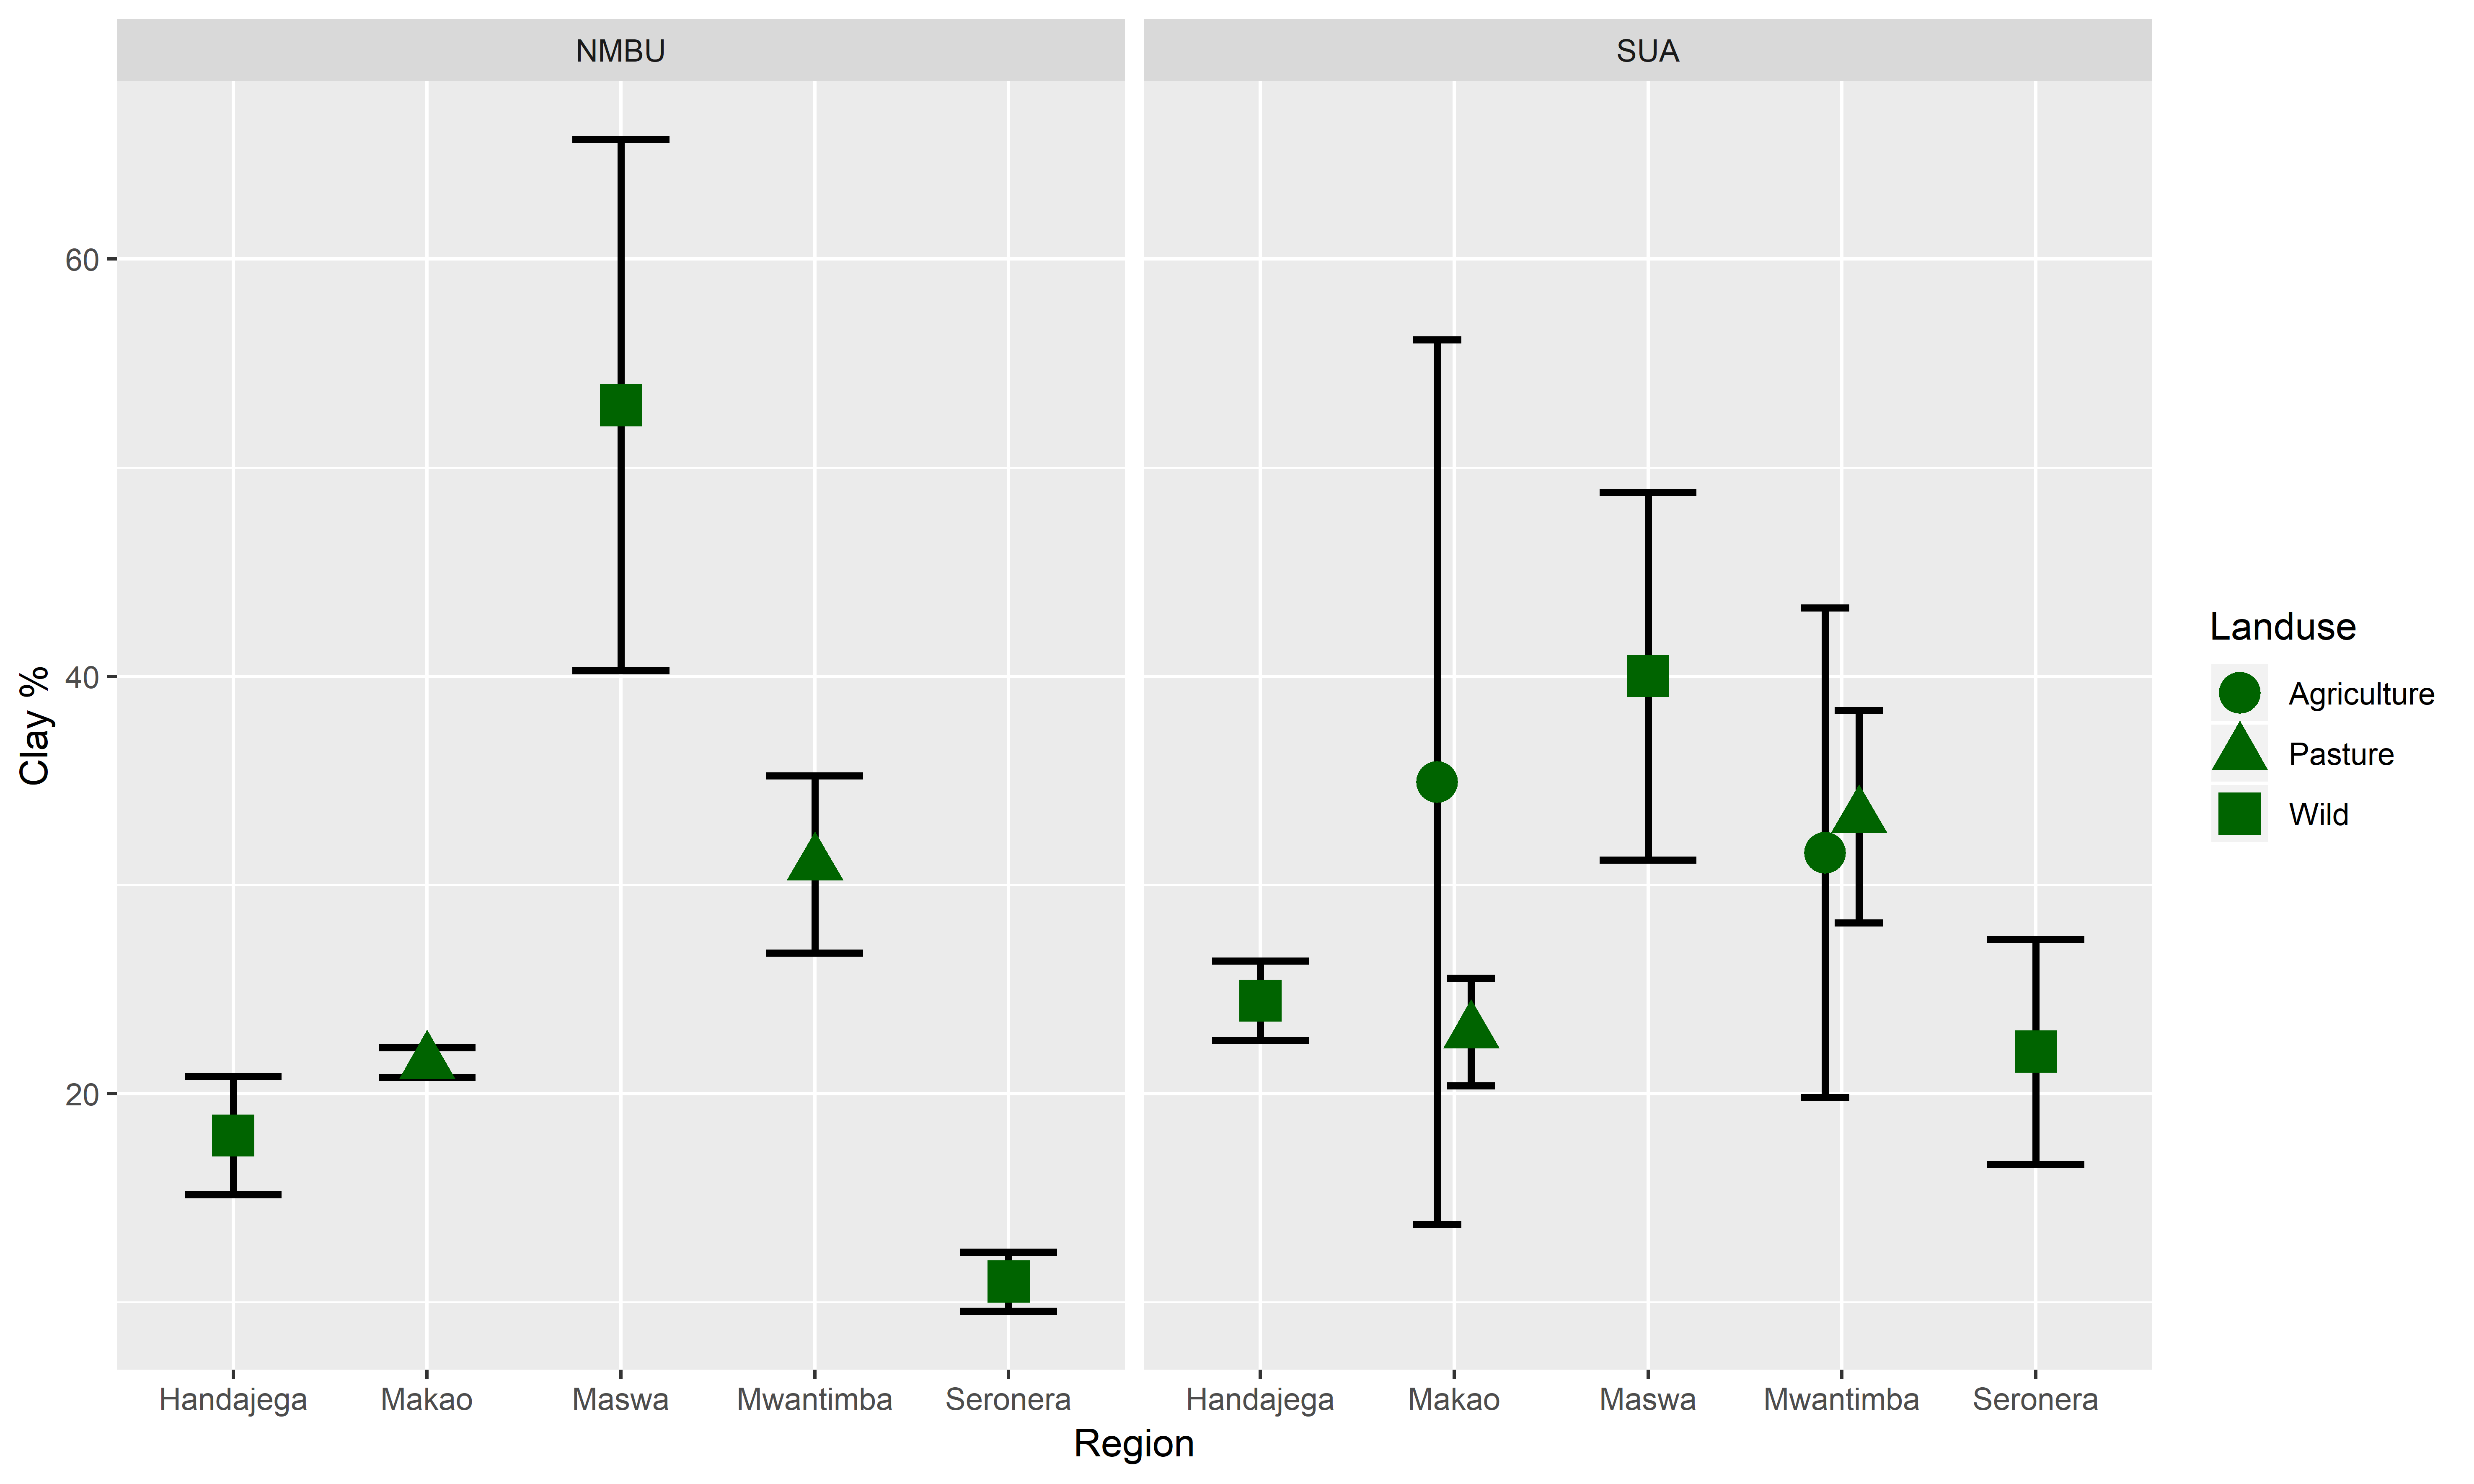 NMBU
SUA
Clay %
60
40
20
Handajega
Makao
Maswa
Mwantimba
Seronera
Handajega
Makao
Maswa
Mwantimba
Seronera
Region
Landuse
Agriculture
Pasture
Wild